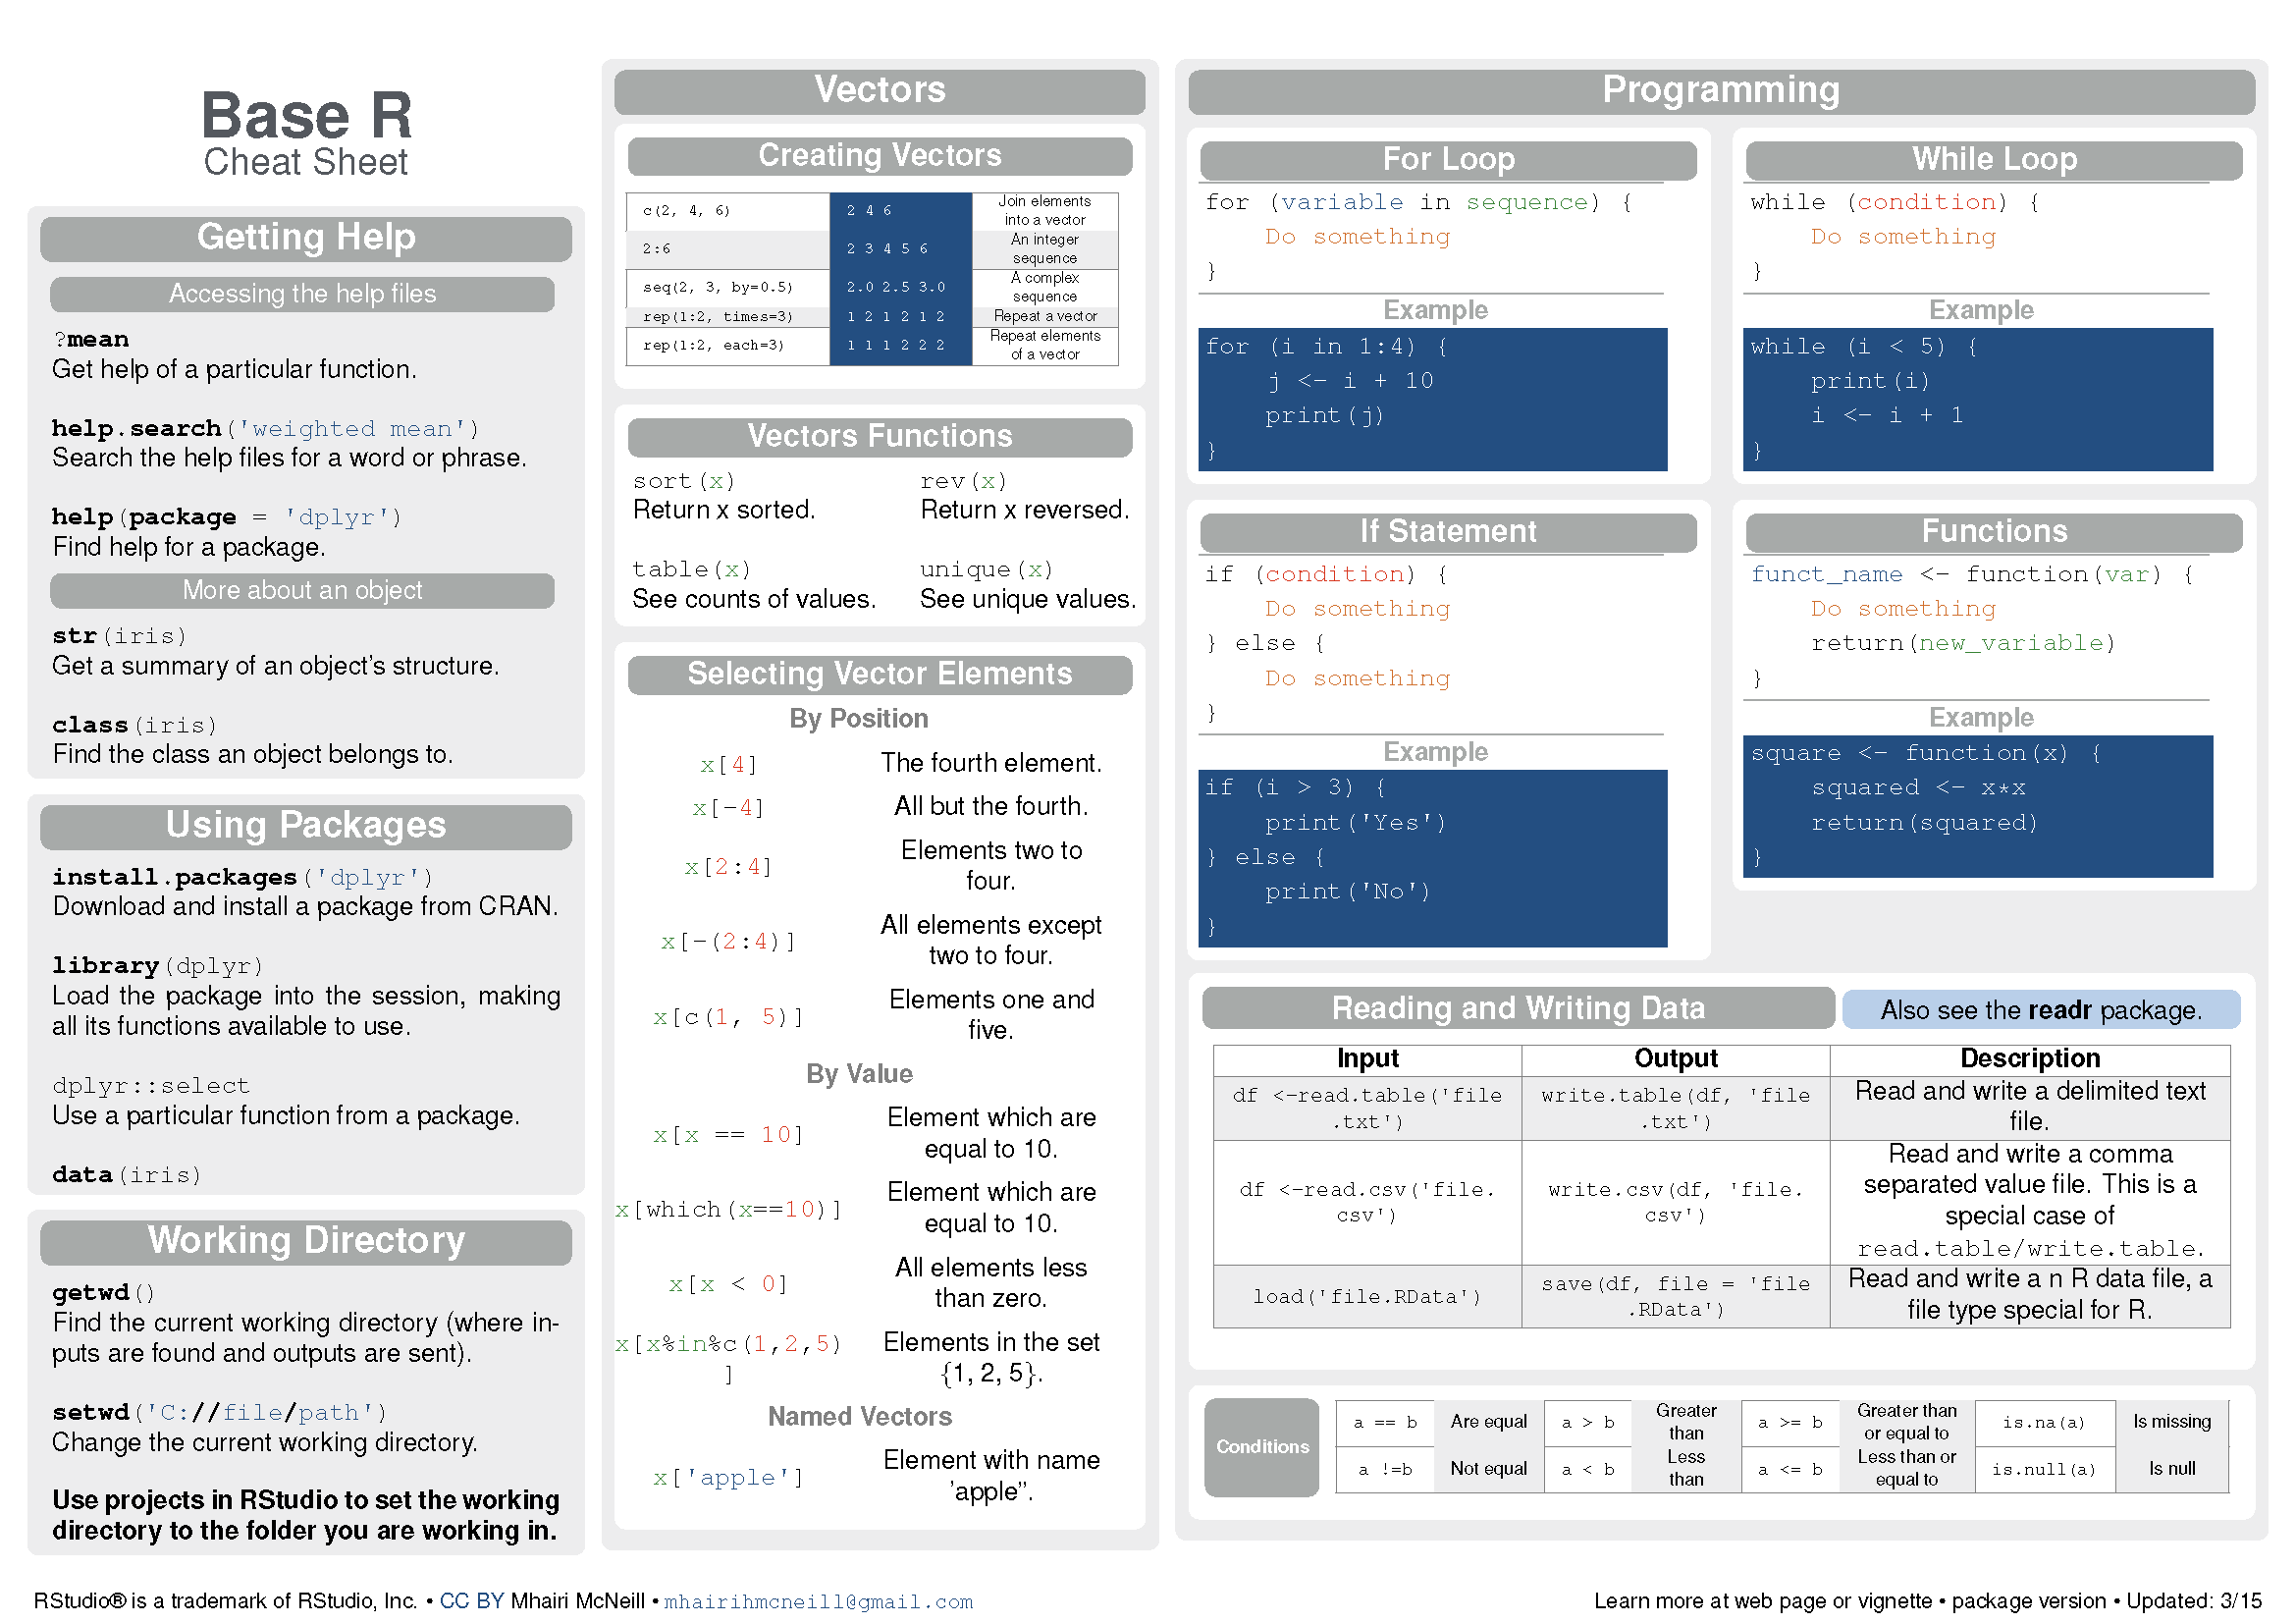 Base R
Cheat Sheet
Getting Help
Accessing the help files
?mean
Get help of a particular function.
help.search('weighted mean')
Search the help files for a word or phrase.
help(package = 'dplyr')
Find help for a package.
More about an object
str(iris)
Get a summary of an object's structure.
class(iris)
Find the class an object belongs to.
Using Packages
install.packages('dplyr')
Download and install a package from CRAN.
library(dplyr)
Load the package into the session, making
all its functions available to use.
dplyr::select
Use a particular function from a package.
data(iris)
Working Directory
getwd()
Find the current working directory (where in-
puts are found and outputs are sent).
setwd('C://file/path')
Change the current working directory.
Use projects in RStudio to set the working
directory to the folder you are working in.
Vectors
Creating Vectors
c(2, 4, 6) 2 4 6 Join elements
into a vector
2:6 2 3 4 5 6 An integer
sequence
seq(2, 3, by=0.5) 2.0 2.5 3.0 A complex
sequence
rep(1:2, times=3) 1 2 1 2 1 2 Repeat a vector
rep(1:2, each=3) 1 1 1 2 2 2 Repeat elements
of a vector
Vectors Functions
sort(x) rev(x)
Return x sorted. Return x reversed.
table(x) unique(x)
See counts of values. See unique values.
Selecting Vector Elements
By Position
x[4] The fourth element.
x[-4] All but the fourth.
x[2:4] Elements two to
four.
x[-(2:4)] All elements except
two to four.
x[c(1, 5)] Elements one and
five.
By Value
x[x == 10] Element which are
equal to 10.
x[which(x==10)] Element which are
equal to 10.
x[x < 0] All elements less
than zero.
x[x%in%c(1,2,5) Elements in the set
] {1, 2, 5}.
Named Vectors
x['apple'] Element with name
'apple”.
Programming
For Loop
for (variable in sequence) {
Do something
}
Example
for (i in 1:4) {
j <- i + 10
print(j)
}
While Loop
while (condition) {
Do something
}
Example
while (i < 5) {
print(i)
i <- i + 1
}
If Statement
if (condition) {
Do something
} else {
Do something
}
Example
if (i > 3) {
print('Yes')
} else {
print('No')
}
Functions
funct_name <- function(var) {
Do something
return(new_variable)
}
Example
square <- function(x) {
squared <- x*x
return(squared)
}
Reading and Writing Data Also see the readr package.
Input Output Description
df <-read.table('file write.table(df, 'file Read and write a delimited text
.txt') .txt') file.
Read and write a comma
df <-read.csv('file. write.csv(df, 'file. separated value file. This is a
csv') csv') special case of
read.table/write.table.
load('file.RData') save(df, file = 'file Read and write a n R data file, a
.RData') file type special for R.
Conditions
a == b Are equal a > b Greater than a >= b Greater than or equal to is.na(a) Is missing
a !=b Not equal a < b Less than a <= b Less than or equal to is.null(a) Is null
RStudio® is a trademark of RStudio, Inc. • CC BY Mhairi McNeill • mhairihmcneill@gmail.com
Learn more at web page or vignette • package version • Updated: 3/15